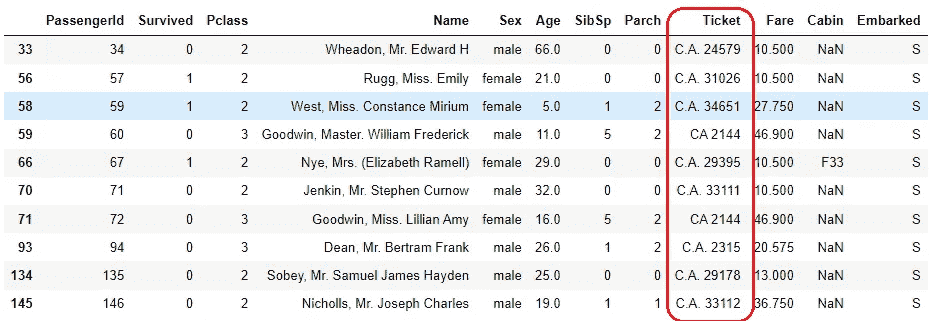 PassengerId Survived Pclass Name Sex Age SibSp Parch Ticket Fare Cabin Embarked
33 34 0 2 Wheadon, Mr. Edward H male 66.0 0 0 C.A. 24579 10.500 NaN S
56 57 1 2 Rugg, Miss. Emily female 21.0 0 0 C.A. 31026 10.500 NaN S
58 59 1 2 West, Miss. Constance Mirium female 5.0 1 2 C.A. 34651 27.750 NaN S
59 60 0 3 Goodwin, Master. William Frederick male 11.0 5 2 CA 2144 46.900 NaN S
66 67 1 2 Nye, Mrs. (Elizabeth Ramell) female 29.0 0 0 C.A. 29395 10.500 F33 S
70 71 0 2 Jenkin, Mr. Stephen Curnow male 32.0 0 0 C.A. 33111 10.500 NaN S
71 72 0 3 Goodwin, Miss. Lillian Amy female 16.0 5 2 CA 2144 46.900 NaN S
93 94 0 3 Dean, Mr. Bertram Frank male 26.0 1 2 C.A. 2315 20.575 NaN S
134 135 0 2 Sobey, Mr. Samuel James Hayden male 25.0 0 0 C.A. 29178 13.000 NaN S
145 146 0 2 Nicholls, Mr. Joseph Charles male 19.0 1 1 C.A. 33112 36.750 NaN S